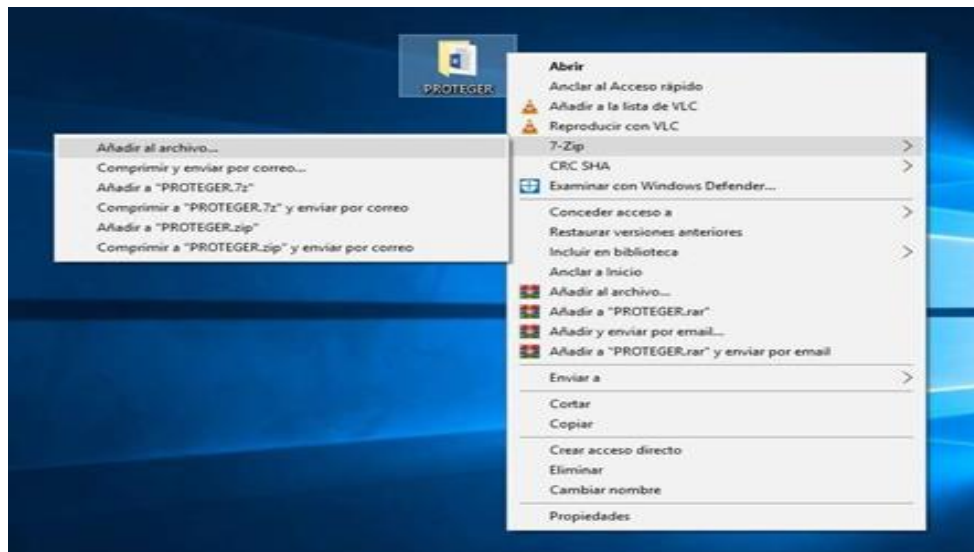 PROTEGER
Abrir
Anclar al Acceso rápido
Añadir a la lista de VLC
Reproducir con VLC
7-Zip
CRC SHA
Examinar con Windows Defender...
Conceder acceso a
Restaurar versiones anteriores
Incluir en biblioteca
Anclar a Inicio
Añadir al archivo...
Añadir a "PROTEGER.rar"
Añadir y enviar por email...
Añadir a "PROTEGER.rar" y enviar por email
Enviar a
Cortar
Copiar
Crear acceso directo
Eliminar
Cambiar nombre
Propiedades
Añadir al archivo...
Comprimir y enviar por correo...
Añadir a "PROTEGER.7z"
Comprimir a "PROTEGER.7z" y enviar por correo
Añadir a "PROTEGER.zip"
Comprimir a "PROTEGER.zip" y enviar por correo